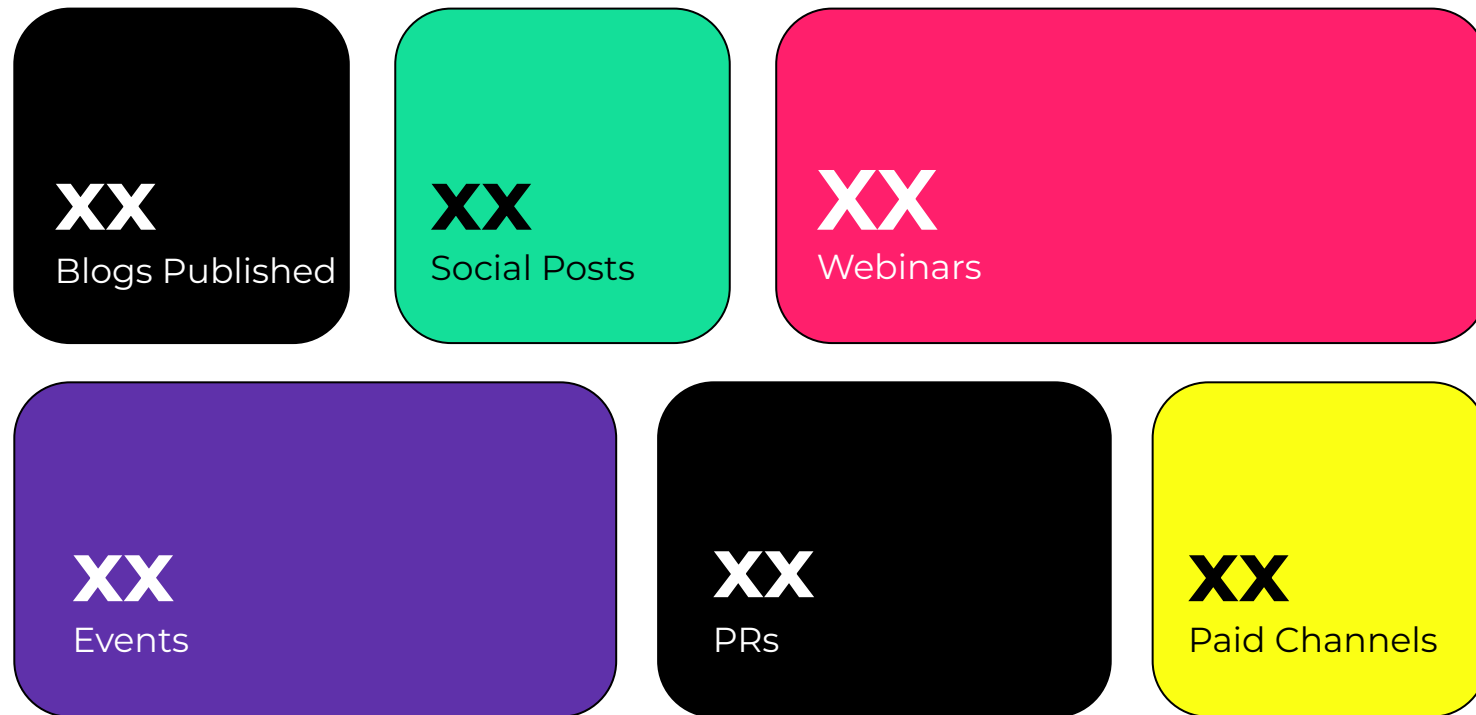 xx
Blogs Published
xx
Social Posts
XX
Webinars
xx
Events
xx
PRs
xx
Paid Channels